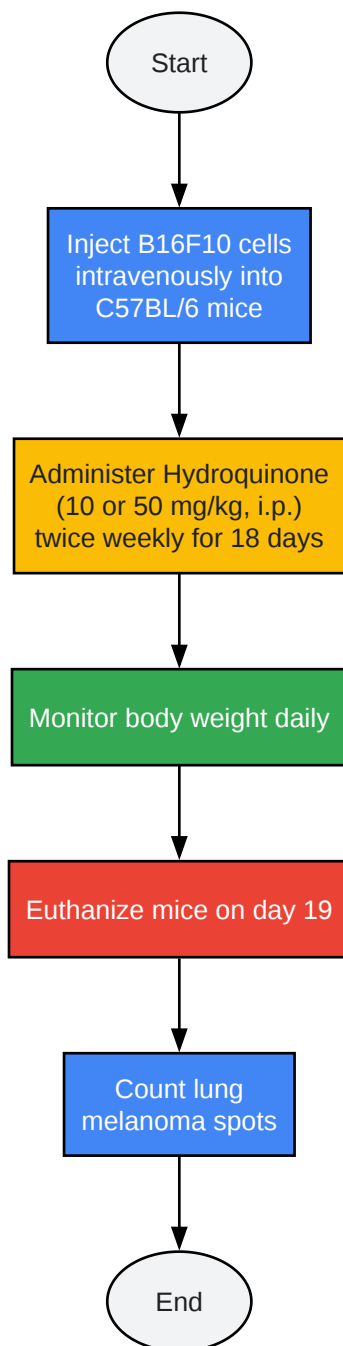 Start
Inject B16F10 cells
intravenously into
C57BL/6 mice
Administer Hydroquinone
(10 or 50 mg/kg, i.p.)
twice weekly for 18 days
Monitor body weight daily
Euthanize mice on day 19
Count lung
melanoma spots
End